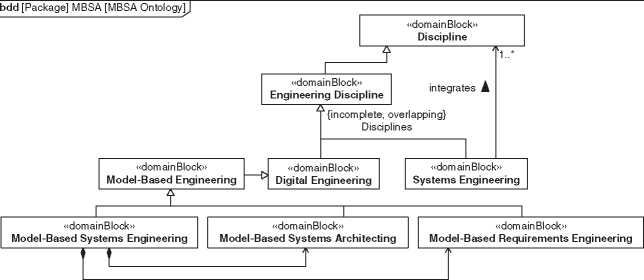 bdd [Package] MBSA [MBSA Ontology]
«domainBlock»
Discipline
1..*
«domainBlock»
Engineering Discipline
integrates
{incomplete, overlapping}
Disciplines
«domainBlock»
Model-Based Engineering
«domainBlock»
Digital Engineering
«domainBlock»
Systems Engineering
«domainBlock»
Model-Based Systems Engineering
«domainBlock»
Model-Based Systems Architecting
«domainBlock»
Model-Based Requirements Engineering